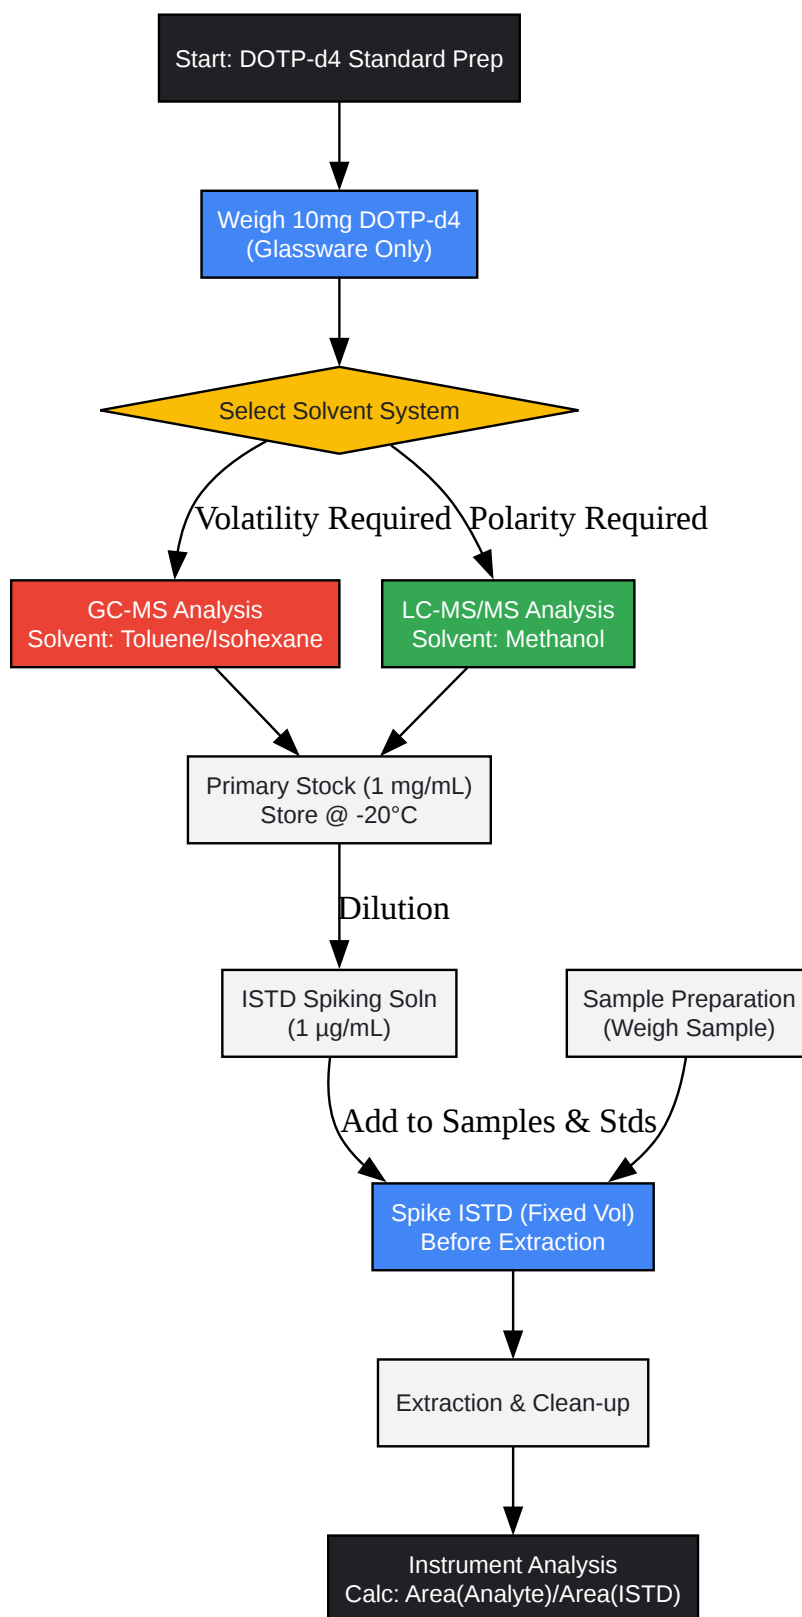 Start: DOTP-d4 Standard Prep
Weigh 10mg DOTP-d4
(Glassware Only)
Select Solvent System
Volatility Required
Polarity Required
GC-MS Analysis
Solvent: Toluene/Isohexane
LC-MS/MS Analysis
Solvent: Methanol
Primary Stock (1 mg/mL)
Store @ -20°C
Dilution
ISTD Spiking Soln
(1 µg/mL)
Sample Preparation
(Weigh Sample)
Add to Samples & Stds
Spike ISTD (Fixed Vol)
Before Extraction
Extraction & Clean-up
Instrument Analysis
Calc: Area(Analyte)/Area(ISTD)